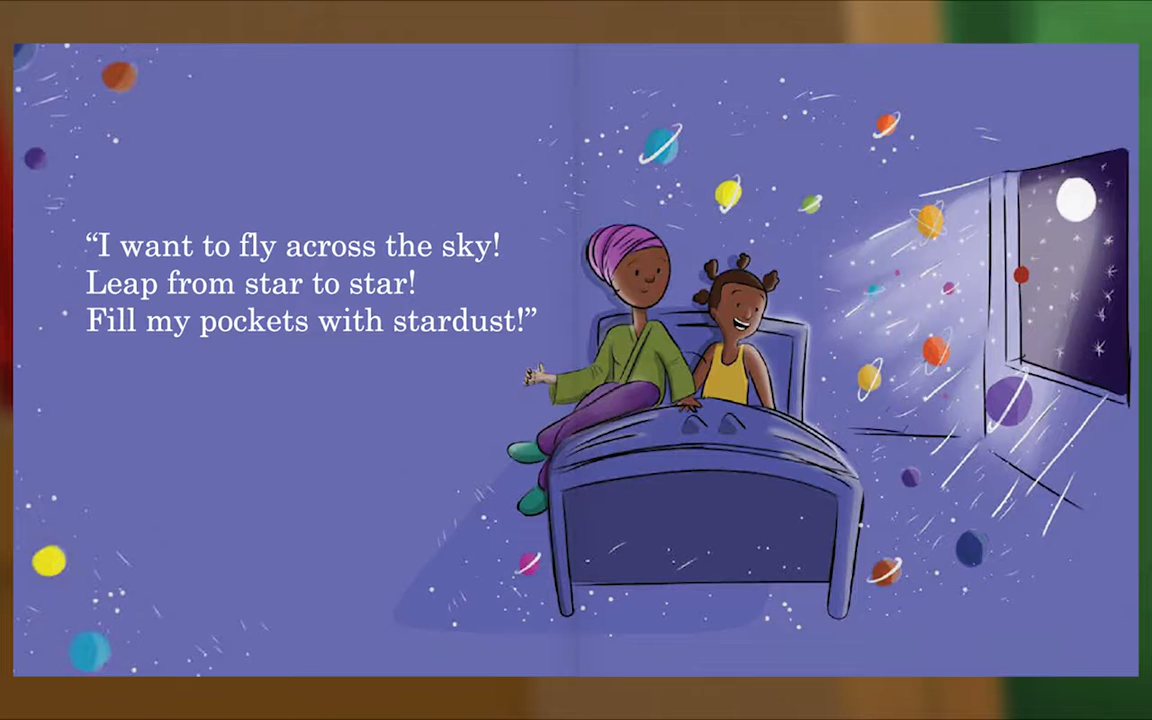 “I want to fly across the sky!
Leap from star to star!
Fill my pockets with stardust!”